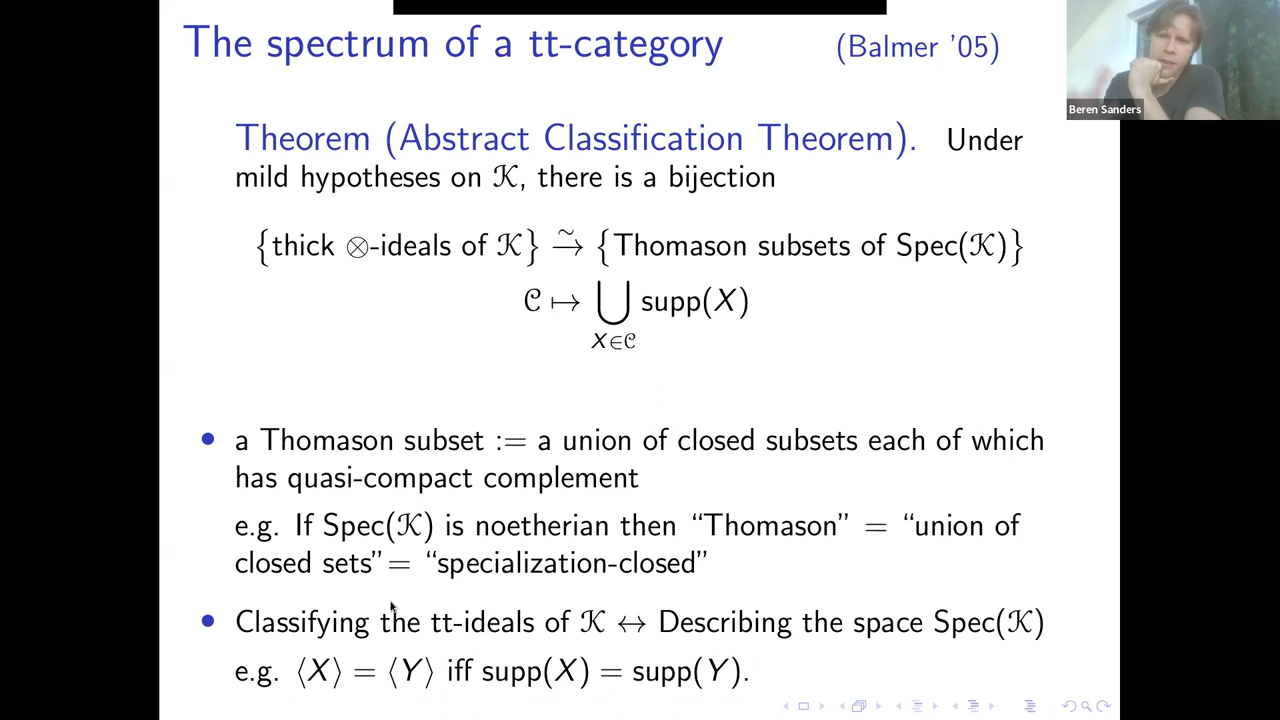 The spectrum of a tt-category (Balmer '05)
Beren Sanders
Theorem (Abstract Classification Theorem). Under
mild hypotheses on 𝒦, there is a bijection
{thick ⊗-ideals of 𝒦} ⥲ {Thomason subsets of Spec(𝒦)}
𝒞 ↦ ⋃ supp(X)
X∈𝒞
• a Thomason subset := a union of closed subsets each of which
has quasi-compact complement
e.g. If Spec(𝒦) is noetherian then “Thomason” = “union of
closed sets”= “specialization-closed”
• Classifying the tt-ideals of 𝒦 ↔ Describing the space Spec(𝒦)
e.g. ⟨X⟩ = ⟨Y⟩ iff supp(X) = supp(Y).